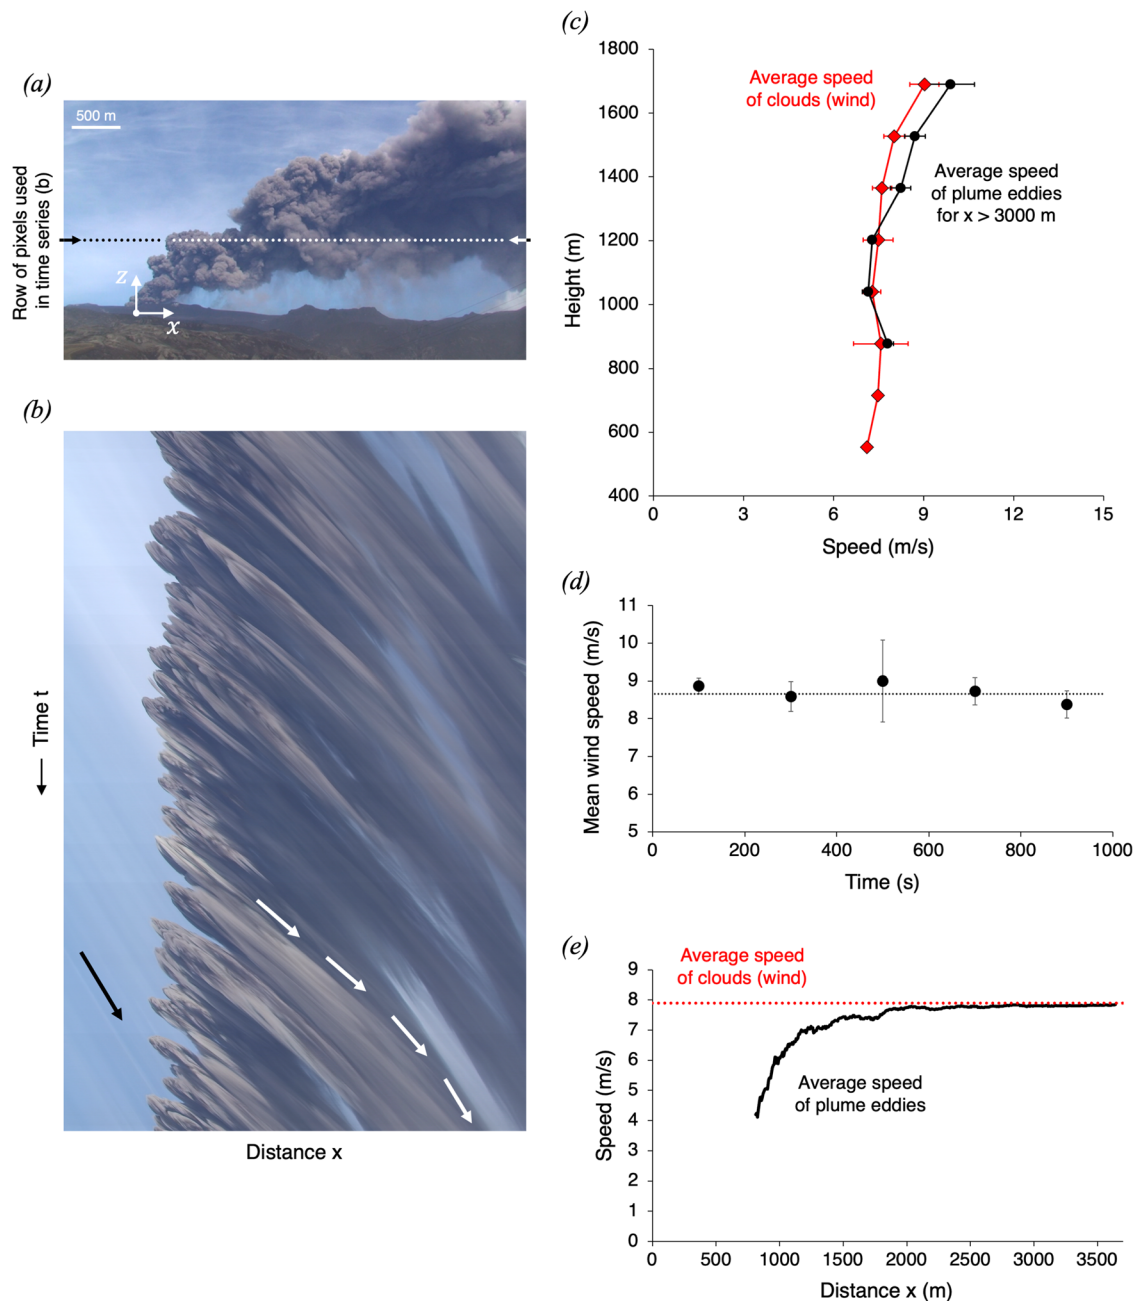 (a)
500 m
Row of pixels used
in time series (b)
z
x
(b)
Time t
Distance x
(c)
1800
1600
1400
1200
1000
800
600
400
Height (m)
Average speed
of clouds (wind)
Average speed
of plume eddies
for x > 3000 m
0 3 6 9 12 15
Speed (m/s)
(d)
11
10
9
8
7
6
5
Mean wind speed (m/s)
0 200 400 600 800 1000
Time (s)
(e)
Average speed
of clouds (wind)
9
8
7
6
5
4
3
2
1
0
Speed (m/s)
Average speed
of plume eddies
0 500 1000 1500 2000 2500 3000 3500
Distance x (m)